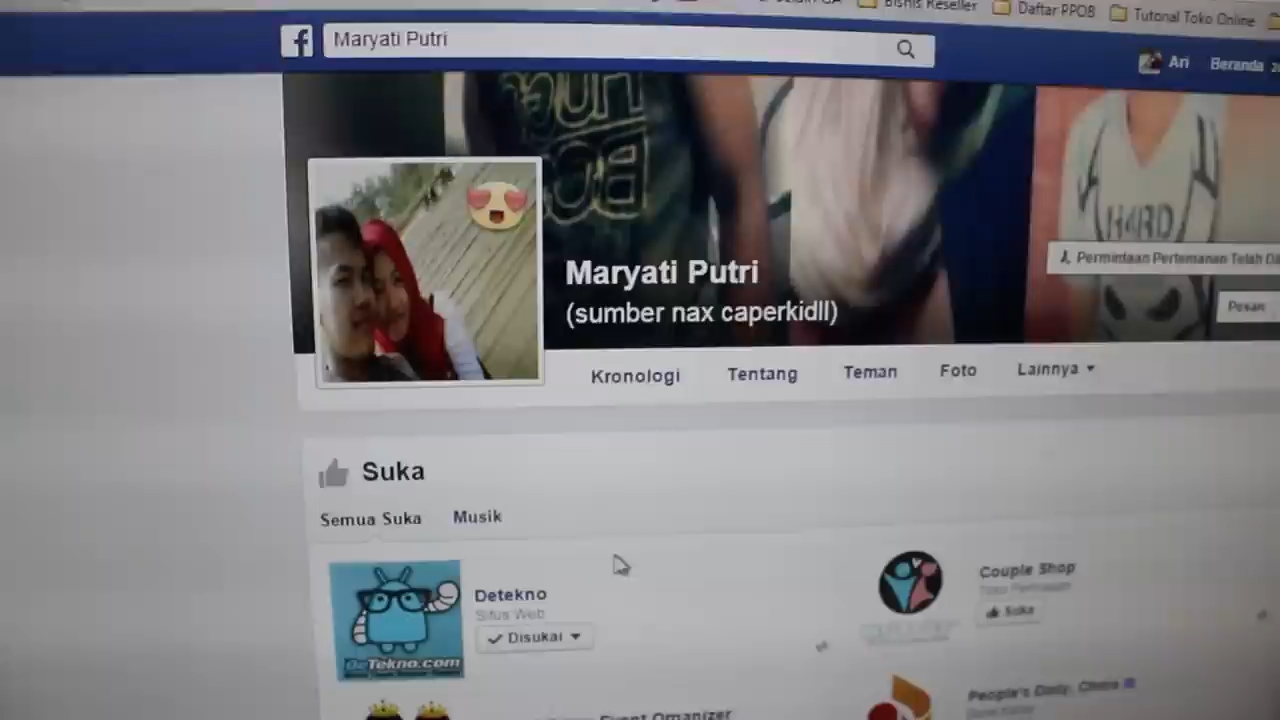 Bisnis Reseller
Daftar PPOB
Tutorial Toko Online
Maryati Putri
Ari
Beranda
HARD
Maryati Putri
(sumber nax caperkidll)
Permintaan Pertemanan Telah
Pesan
Kronologi
Tentang
Teman
Foto
Lainnya
Suka
Semua Suka
Musik
Detekno
Situs Web
Disukai
DeTekno.com
Couple Shop
Suka
People's Daily, China
Event Organizer